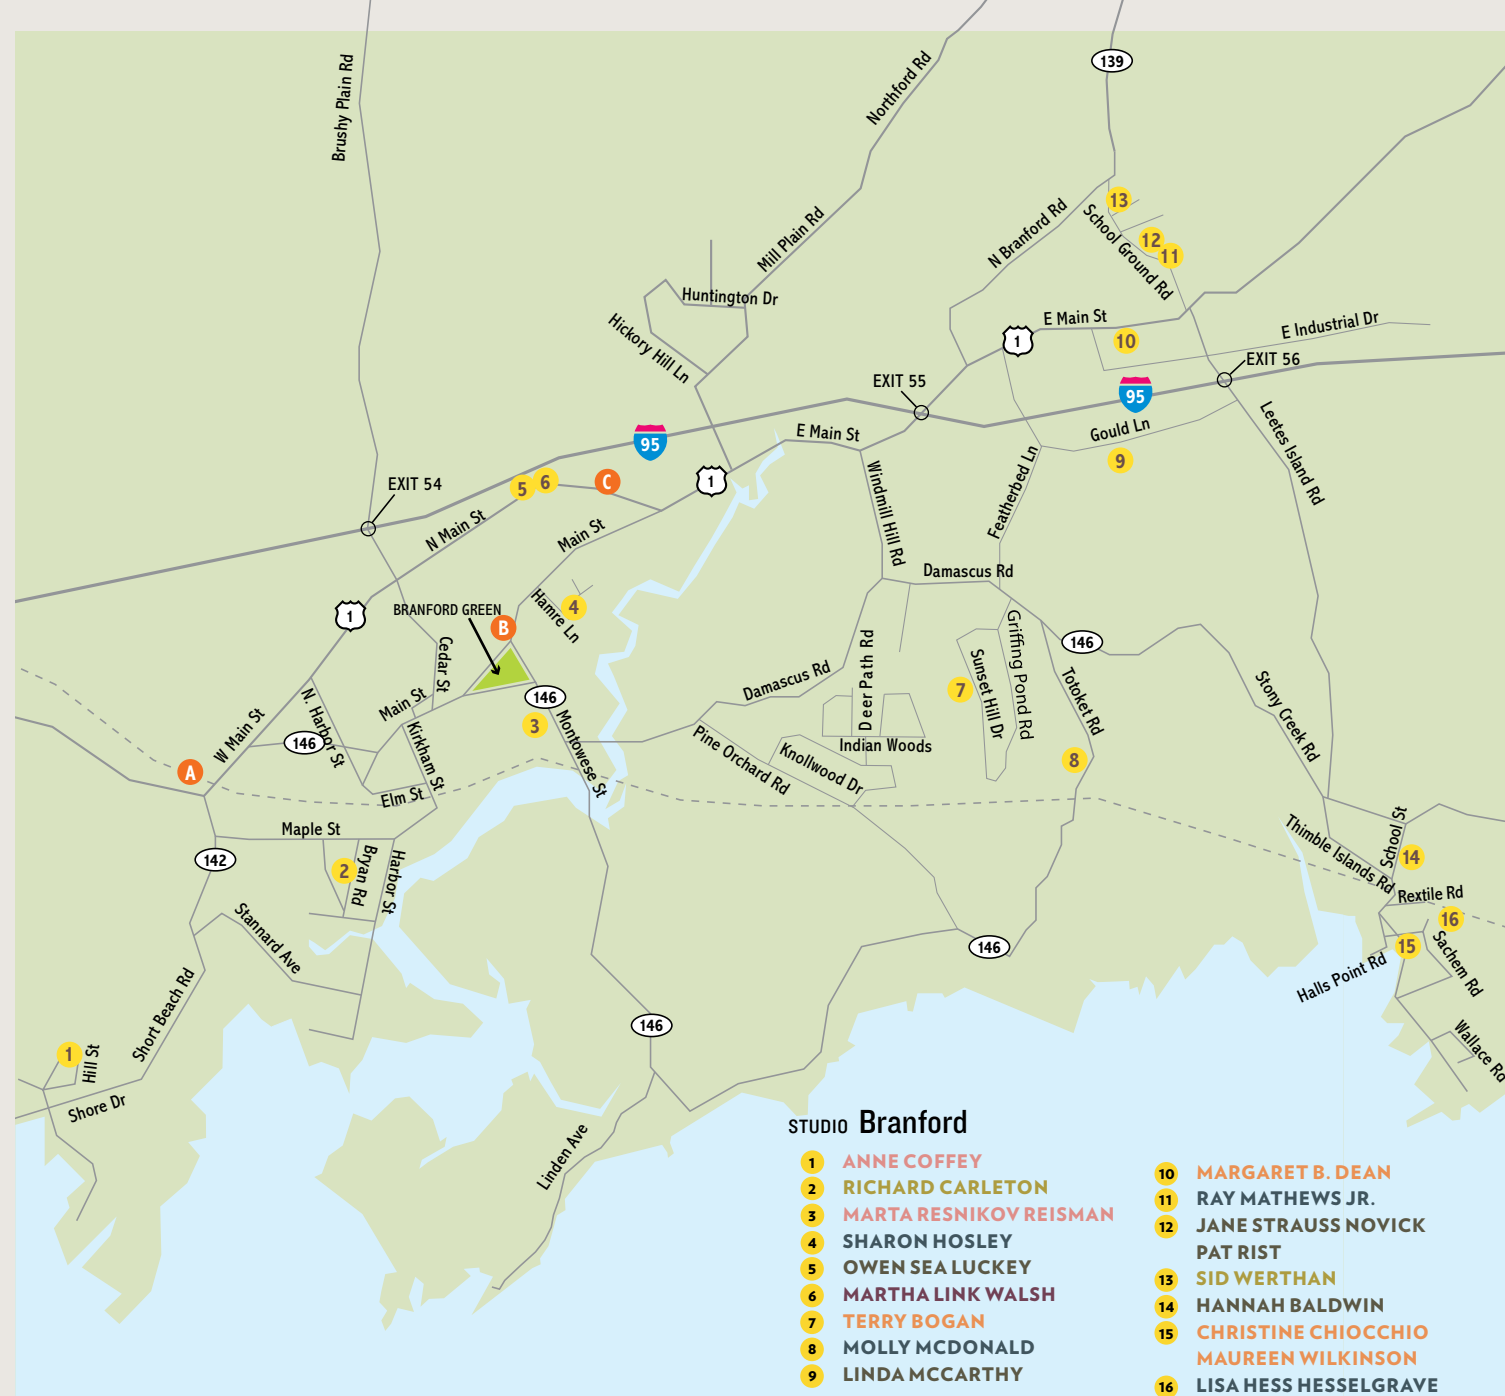 Brushy Plain Rd
Northford Rd
139
13
N Branford Rd
School Ground Rd
12
11
Mill Plain Rd
Huntington Dr
Hickory Hill Ln
1
E Main St
10
E Industrial Dr
EXIT 56
EXIT 55
95
95
E Main St
Gould Ln
9
Leetes Island Rd
EXIT 54
5
6
C
1
N Main St
Main St
Windmill Hill Rd
Featherbed Ln
Damascus Rd
1
BRANFORD GREEN
B
Hamre Ln
4
Cedar St
Griffing Pond Rd
146
Damascus Rd
Deer Path Rd
7
Sunset Hill Dr
Totoket Rd
Stony Creek Rd
N. Harbor St
Main St
146
3
Montowese St
W Main St
146
Kirkham St
Pine Orchard Rd
Knollwood Dr
Indian Woods
8
A
Elm St
Maple St
142
2
Bryan Rd
Harbor St
Thimble Islands Rd
School St
14
Rextile Rd
16
Stannard Ave
146
15
Sachem Rd
Halls Point Rd
Short Beach Rd
146
1
Hill St
Wallace Rd
Shore Dr
Linden Ave
STUDIO Branford
1 ANNE COFFEY
2 RICHARD CARLETON
3 MARTA RESNIKOV REISMAN
4 SHARON HOSLEY
5 OWEN SEA LUCKEY
6 MARTHA LINK WALSH
7 TERRY BOGAN
8 MOLLY MCDONALD
9 LINDA MCCARTHY
10 MARGARET B. DEAN
11 RAY MATHEWS JR.
12 JANE STRAUSS NOVICK
PAT RIST
13 SID WERTHAN
14 HANNAH BALDWIN
15 CHRISTINE CHIOCCHIO
MAUREEN WILKINSON
16 LISA HESS HESSELGRAVE